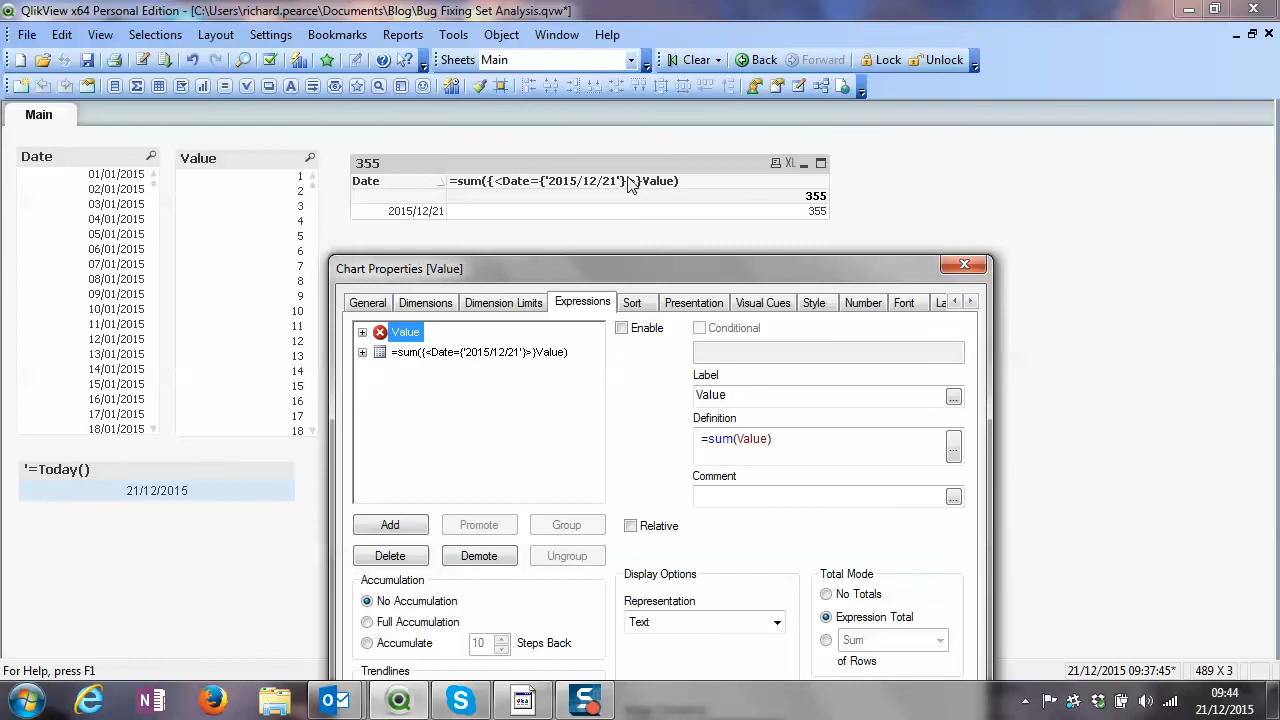 QlikView x64 Personal Edition - [C:\Users\richard.pearce\Documents\Blog\Bug Fixing Set Analysis.qvw*]
File Edit View Selections Layout Settings Bookmarks Reports Tools Object Window Help
Sheets Main Clear Back Forward Lock Unlock
Main
Date
01/01/2015
02/01/2015
03/01/2015
04/01/2015
05/01/2015
06/01/2015
07/01/2015
08/01/2015
09/01/2015
10/01/2015
11/01/2015
12/01/2015
13/01/2015
14/01/2015
15/01/2015
16/01/2015
17/01/2015
18/01/2015
Value
1
2
3
4
5
6
7
8
9
10
11
12
13
14
15
16
17
18
355 XL
Date =sum({<Date={'2015/12/21'}>}Value)
355
2015/12/21 355
'=Today()
21/12/2015
Chart Properties [Value]
General Dimensions Dimension Limits Expressions Sort Presentation Visual Cues Style Number Font La
Value
=sum({<Date={'2015/12/21'}>}Value)
Enable Conditional
Label
Value
...
Definition
=sum(Value)
...
Comment
...
Add Promote Group
Delete Demote Ungroup
Relative
Accumulation
No Accumulation
Full Accumulation
Accumulate 10 Steps Back
Trendlines
Display Options
Representation
Text
Total Mode
No Totals
Expression Total
Sum
of Rows
For Help, press F1 21/12/2015 09:37:45* 489 X 3
09:44
21/12/2015